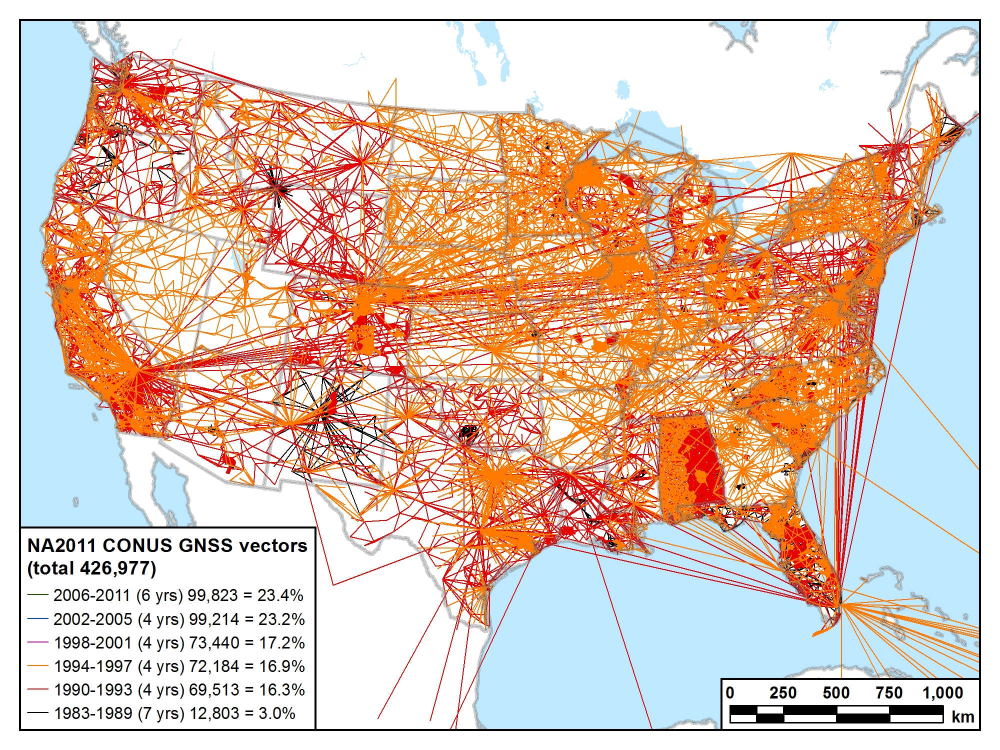 NA2011 CONUS GNSS vectors
(total 426,977)
2006-2011 (6 yrs) 99,823 = 23.4%
2002-2005 (4 yrs) 99,214 = 23.2%
1998-2001 (4 yrs) 73,440 = 17.2%
1994-1997 (4 yrs) 72,184 = 16.9%
1990-1993 (4 yrs) 69,513 = 16.3%
1983-1989 (7 yrs) 12,803 = 3.0%
0 250 500 750 1,000
km